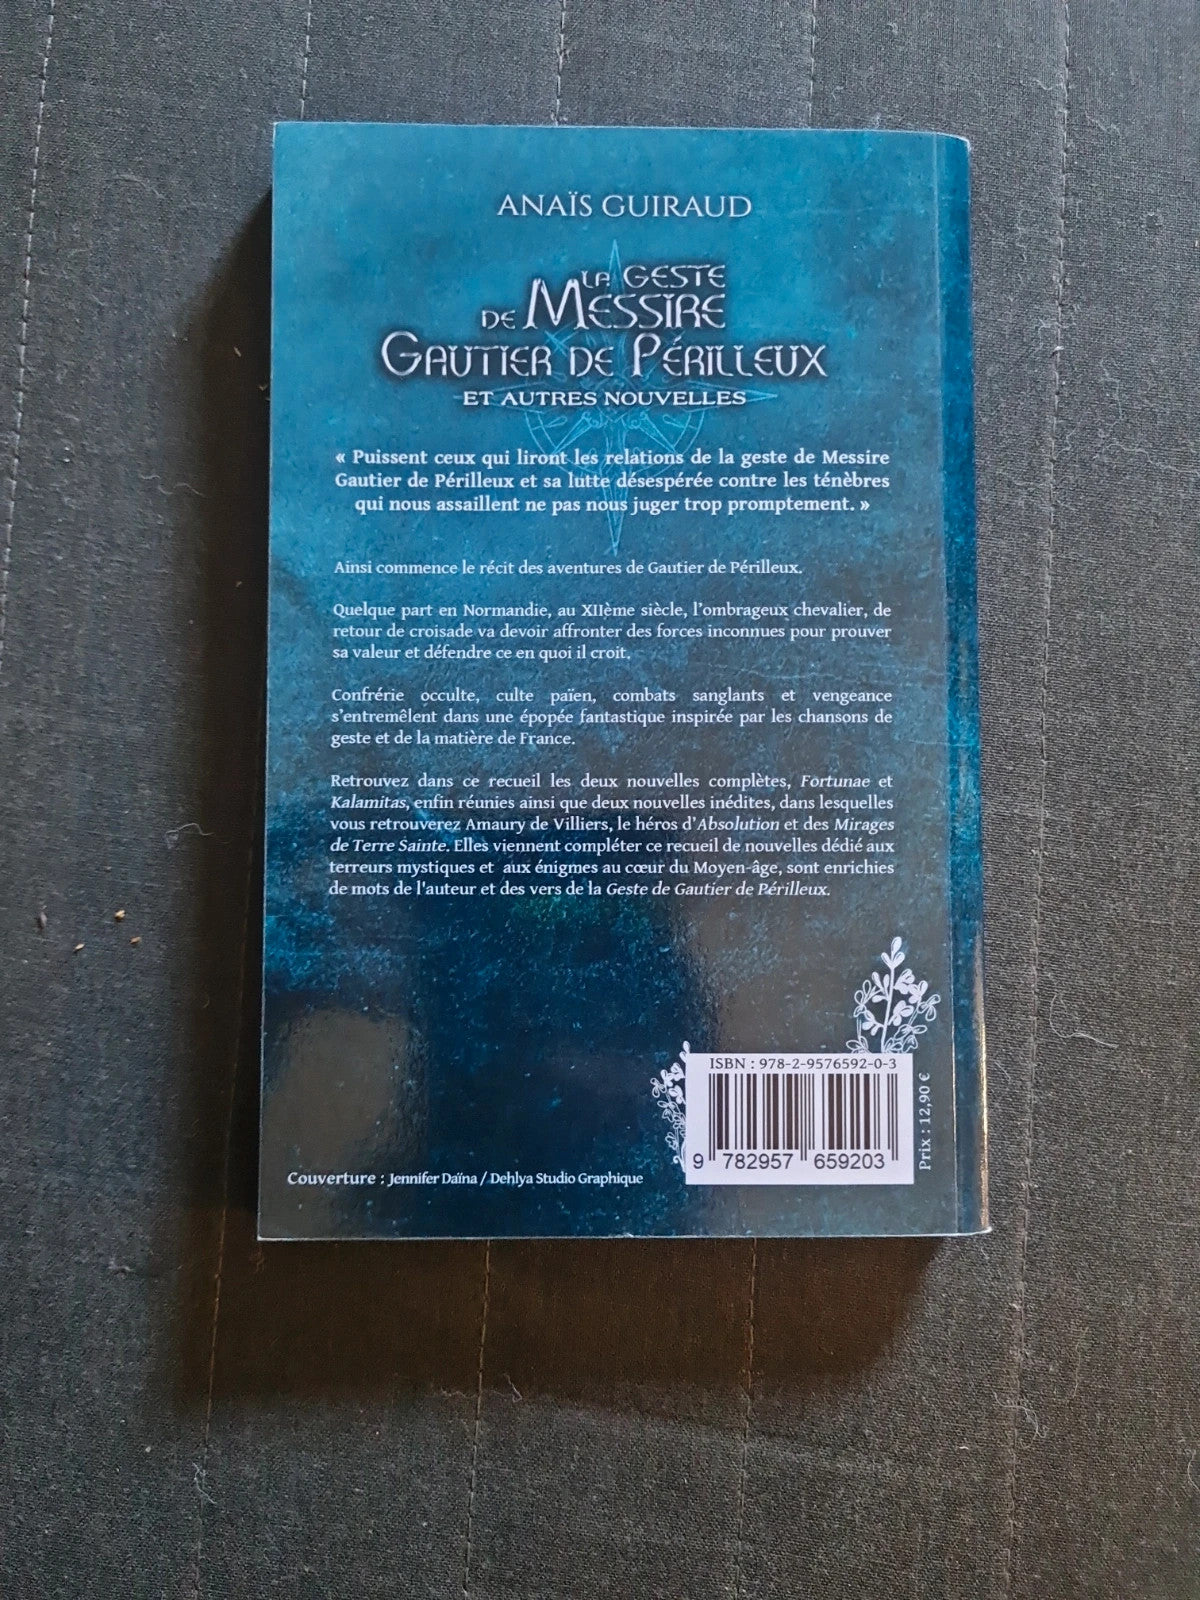 ANAÏS GUIRAUD
LA GESTE
DE MESSIRE
GAUTIER DE PÉRILLEUX
ET AUTRES NOUVELLES
« Puissent ceux qui liront les relations de la geste de Messire
Gautier de Périlleux et sa lutte désespérée contre les ténèbres
qui nous assaillent ne pas nous juger trop promptement. »
Ainsi commence le récit des aventures de Gautier de Périlleux.
Quelque part en Normandie, au XIIème siècle, l'ombrageux chevalier, de
retour de croisade va devoir affronter des forces inconnues pour prouver
sa valeur et défendre ce en quoi il croit.
Confrérie occulte, culte païen, combats sanglants et vengeance
s'entremêlent dans une épopée fantastique inspirée par les chansons de
geste et de la matière de France.
Retrouvez dans ce recueil les deux nouvelles complètes, Fortunae et
Kalamitas, enfin réunies ainsi que deux nouvelles inédites, dans lesquelles
vous retrouverez Amaury de Villiers, le héros d'Absolution et des Mirages
de Terre Sainte. Elles viennent compléter ce recueil de nouvelles dédié aux
terreurs mystiques et aux énigmes au cœur du Moyen-âge, sont enrichies
de mots de l'auteur et des vers de la Geste de Gautier de Périlleux.
ISBN : 978-2-9576592-0-3
9 782957 659203
Prix : 12,90 €
Couverture : Jennifer Daïna / Dehlya Studio Graphique